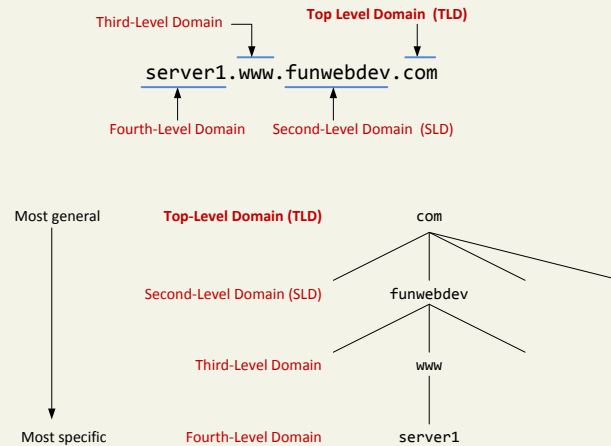 Third-Level Domain
Top Level Domain (TLD)
server1.www.funwebdev.com
Fourth-Level Domain
Second-Level Domain (SLD)
Most general
Top-Level Domain (TLD)
com
Second-Level Domain (SLD)
funwebdev
Third-Level Domain
www
Most specific
Fourth-Level Domain
server1